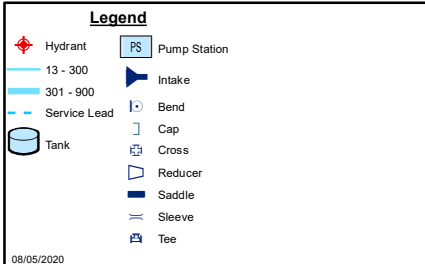 Legend
Hydrant
13 - 300
301 - 900
Service Lead
Tank
PS Pump Station
Intake
Bend
Cap
Cross
Reducer
Saddle
Sleeve
Tee
08/05/2020